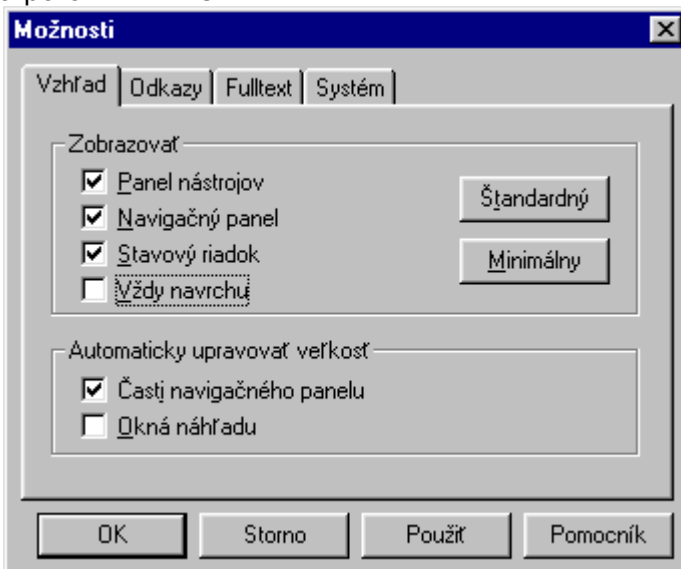 Možnosti
Vzhľad Odkazy Fulltext Systém
Zobrazovať
Panel nástrojov
Štandardný
Navigačný panel
Stavový riadok
Minimálny
Vždy navrchu
Automaticky upravovať veľkosť
Časti navigačného panelu
Okná náhľadu
OK Storno Použiť Pomocník